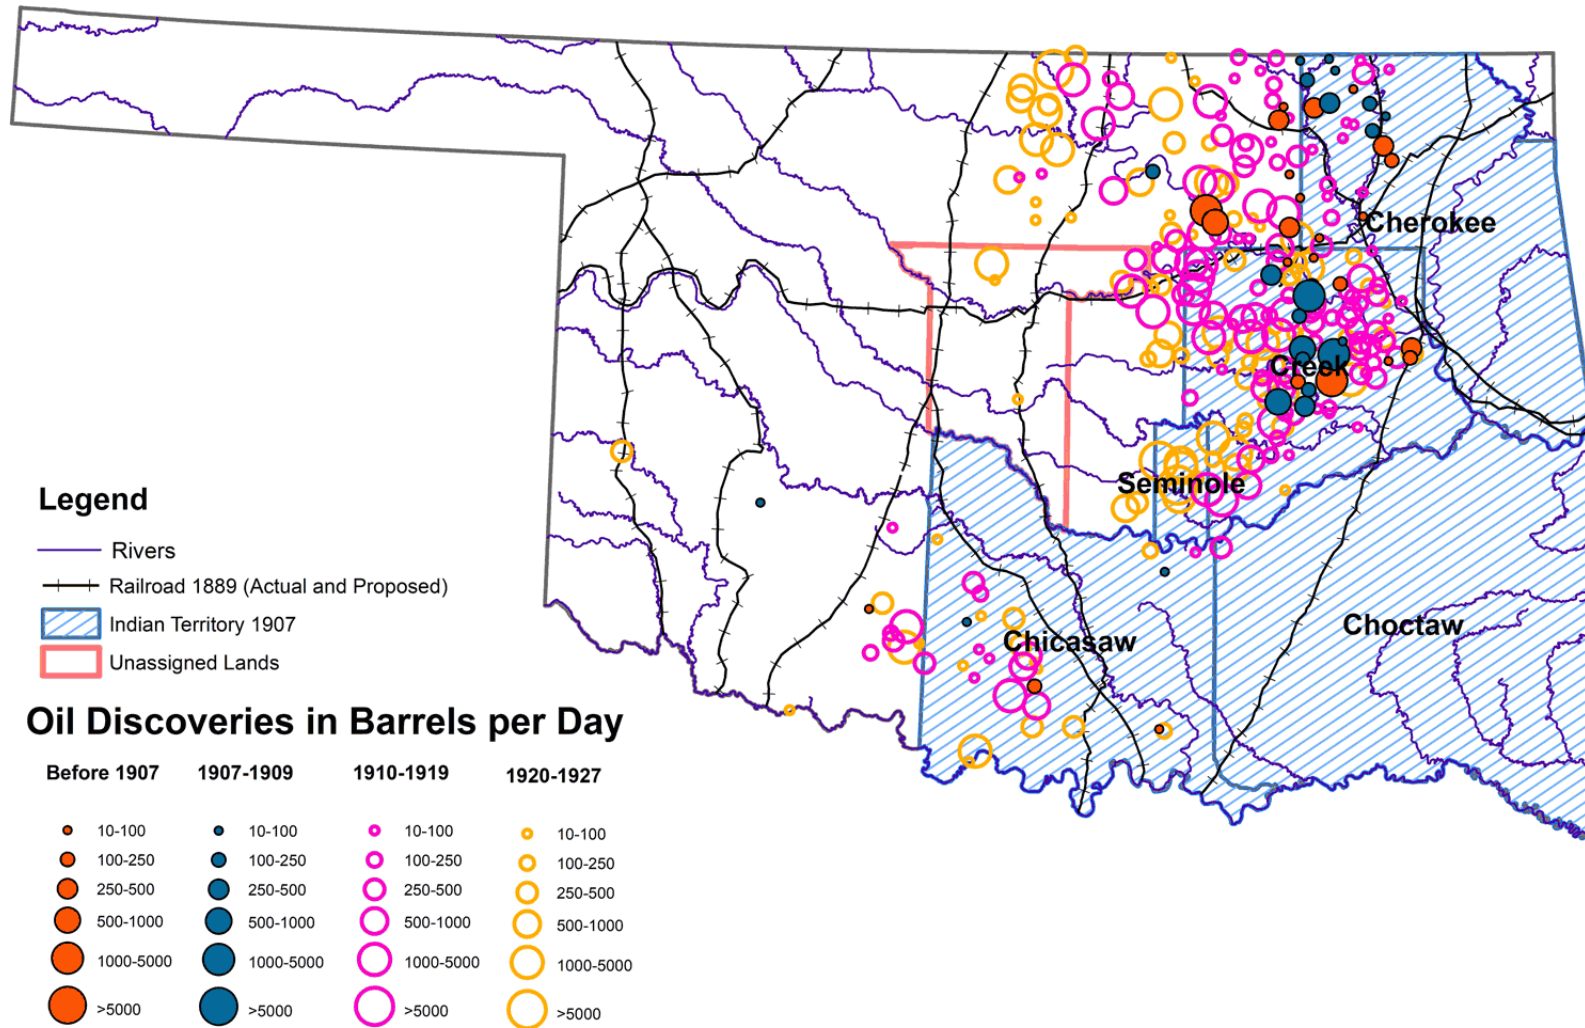 Cherokee
Creek
Seminole
Choctaw
Chicasaw
Legend
Rivers
Railroad 1889 (Actual and Proposed)
Indian Territory 1907
Unassigned Lands
Oil Discoveries in Barrels per Day
Before 1907 1907-1909 1910-1919 1920-1927
10-100 10-100 10-100 10-100
100-250 100-250 100-250 100-250
250-500 250-500 250-500 250-500
500-1000 500-1000 500-1000 500-1000
1000-5000 1000-5000 1000-5000 1000-5000
>5000 >5000 >5000 >5000